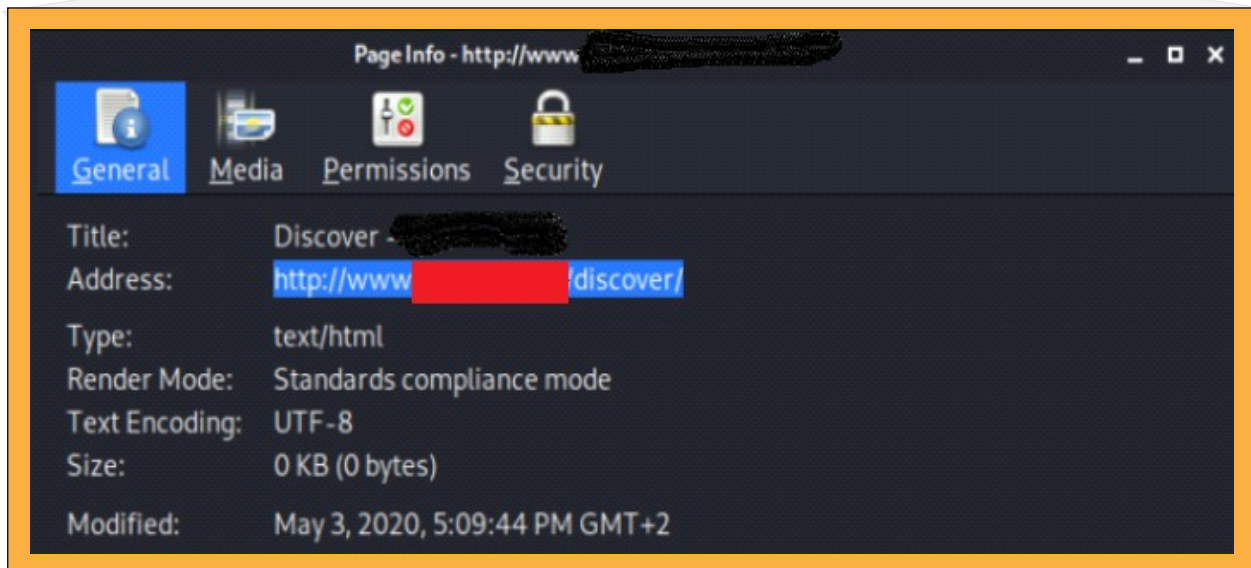 Page Info - http://www
General Media Permissions Security
Title: Discover -
Address: http://www /discover/
Type: text/html
Render Mode: Standards compliance mode
Text Encoding: UTF-8
Size: 0 KB (0 bytes)
Modified: May 3, 2020, 5:09:44 PM GMT+2